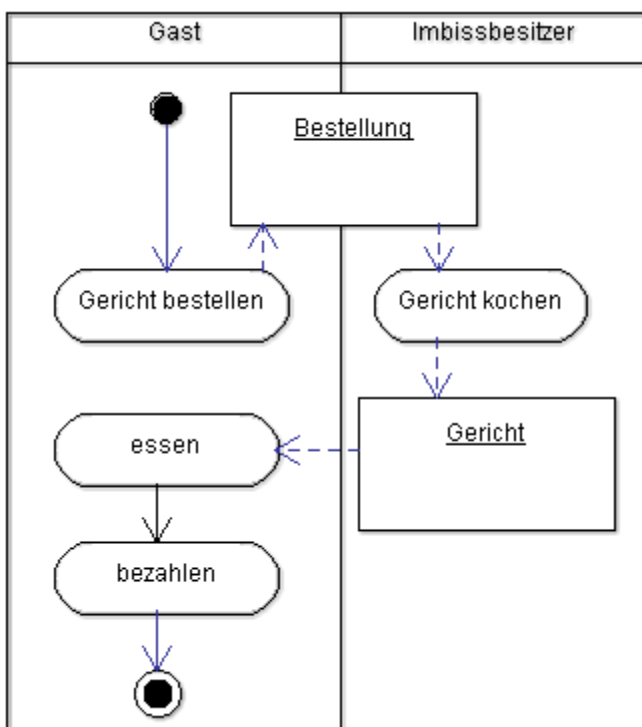 Gast
Imbissbesitzer
Bestellung
Gericht bestellen
Gericht kochen
Gericht
essen
bezahlen